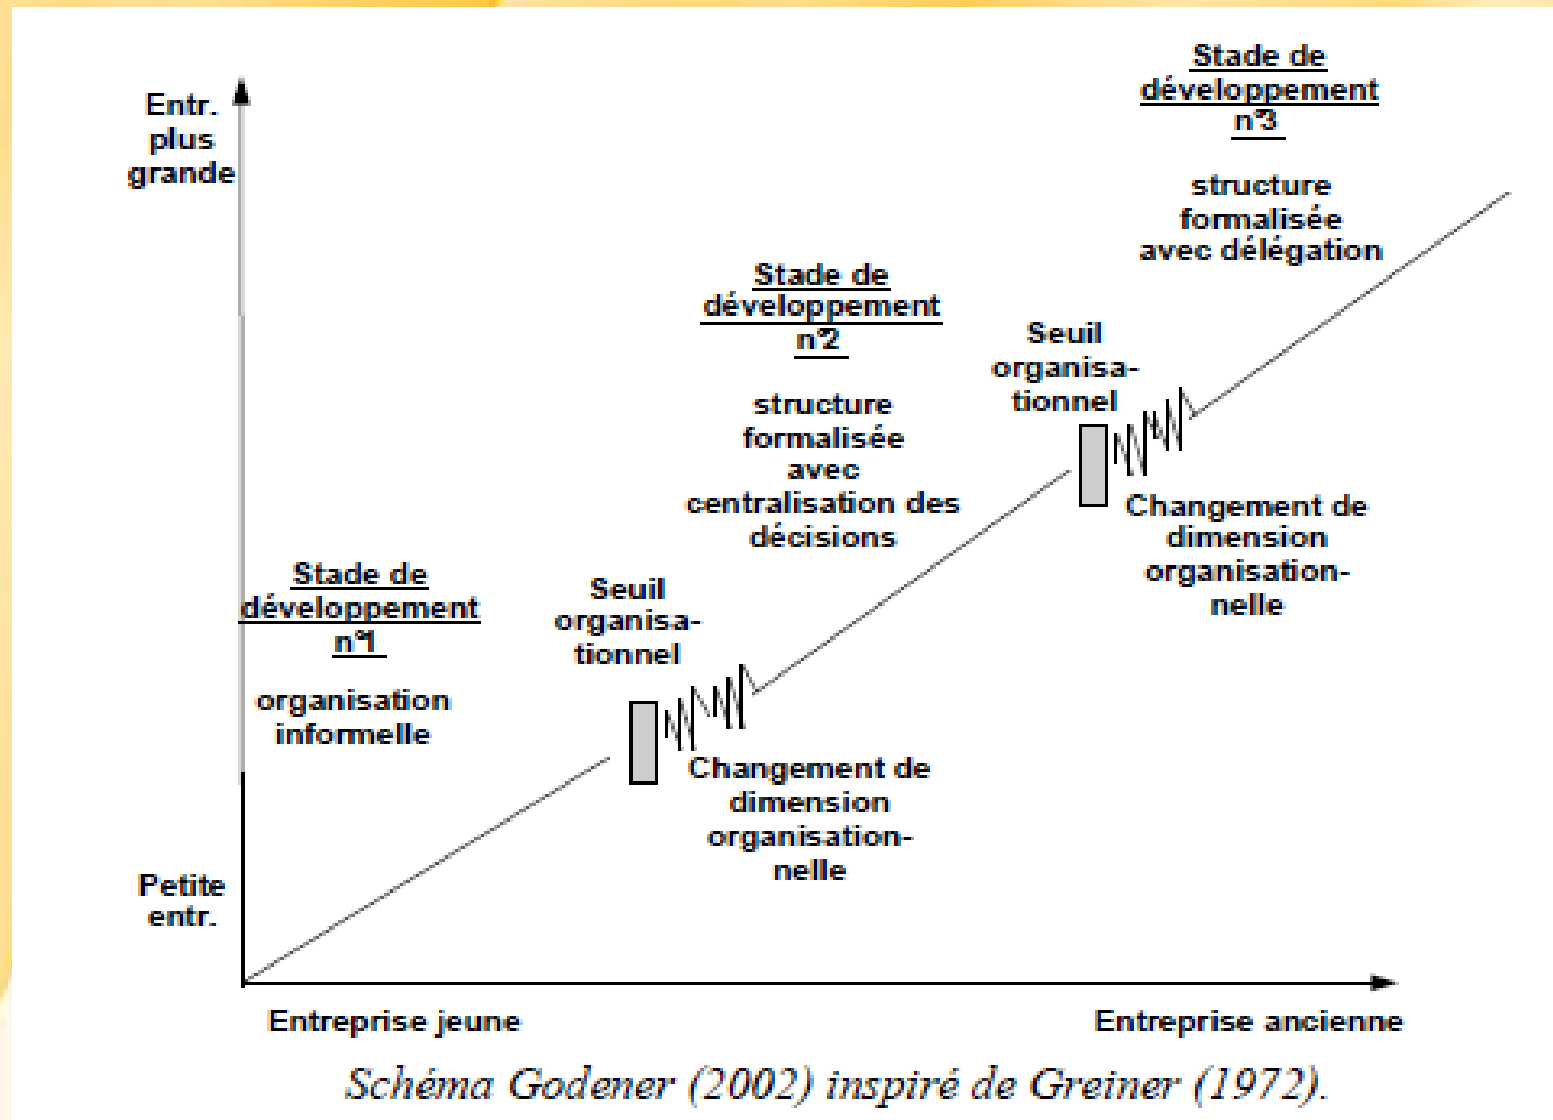 Entr.
plus
grande
Petite
entr.
Stade de
développement
n°1
organisation
informelle
Seuil
organisa-
tionnel
Changement de
dimension
organisation-
nelle
Stade de
développement
n°2
structure
formalisée
avec
centralisation des
décisions
Seuil
organisa-
tionnel
Changement de
dimension
organisation-
nelle
Stade de
développement
n°3
structure
formalisée
avec délégation
Entreprise jeune
Entreprise ancienne
Schéma Godener (2002) inspiré de Greiner (1972).